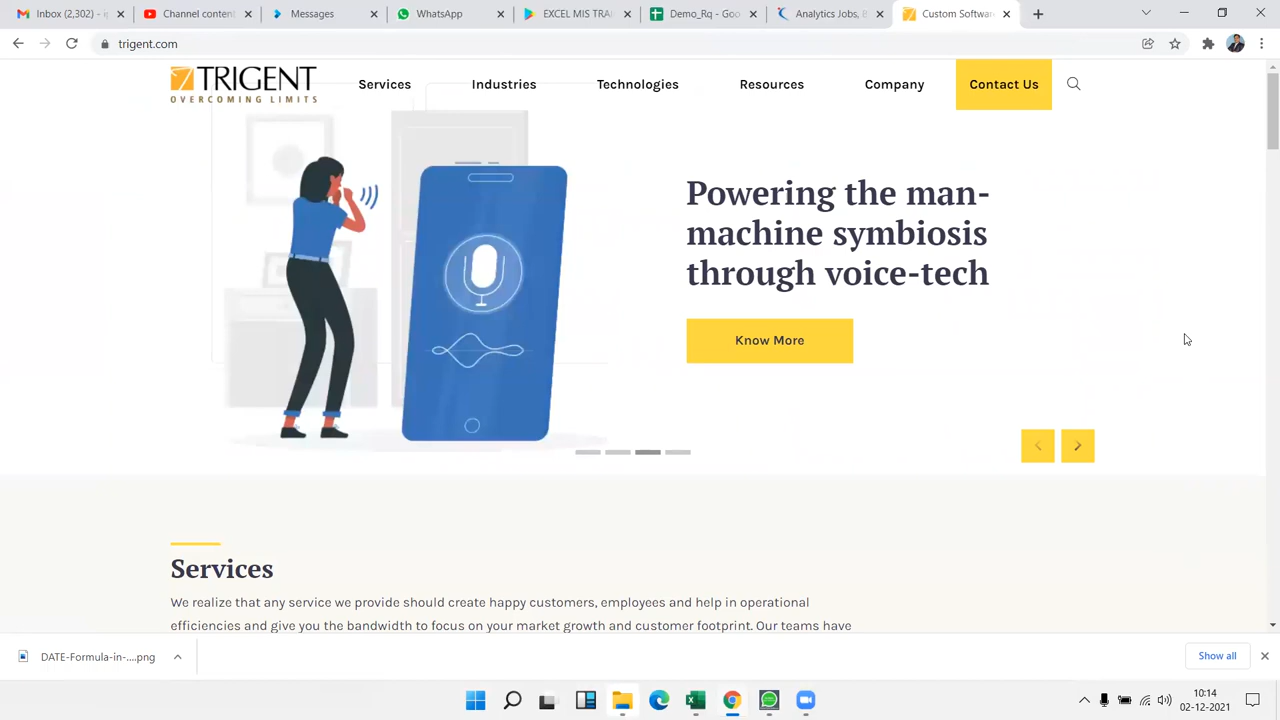 Inbox (2,910) - i
Channel content
Messages
WhatsApp
EXCEL MIS TRA
Demo_Rq - Goo
Analytics Jobs, B
Custom Software
trigent.com
TRIGENT
OVERCOMING LIMITS
Services
Industries
Technologies
Resources
Company
Contact Us
Powering the man-
machine symbiosis
through voice-tech
Know More
Services
We realize that any service we provide should create happy customers, employees and help in operational
efficiencies and give you the bandwidth to focus on your market growth and customer footprint. Our teams have
DATE-Formula-in-....png
Show all
10:14
02-12-2021